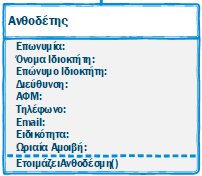 Ανθοδέτης
Επωνυμία:
Όνομα Ιδιοκτήτη:
Επώνυμο Ιδιοκτήτη:
Διεύθυνση:
ΑΦΜ:
Τηλέφωνο:
Email:
Ειδικότητα:
Ωριαία Αμοιβή:
ΕτοιμάζειΑνθοδέσμη()